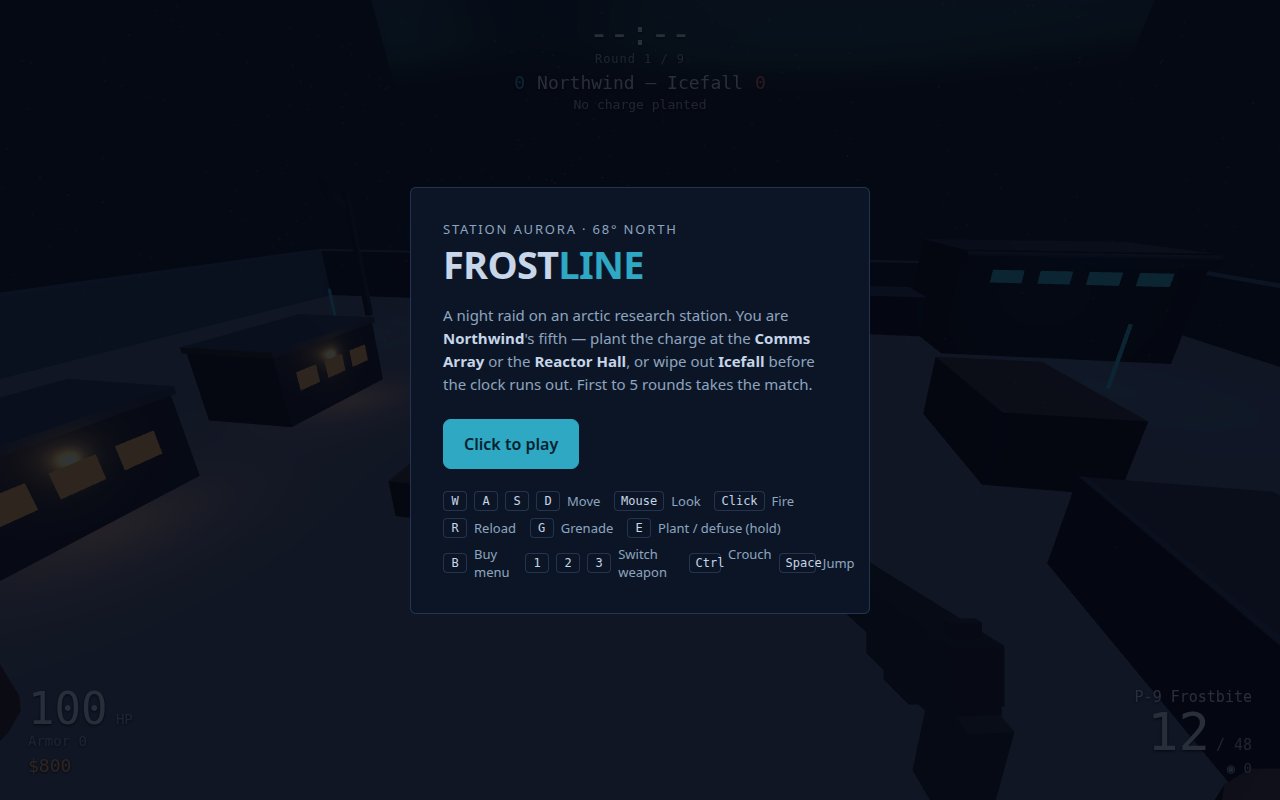 --:--
Round 1 / 9
0 Northwind — Icefall 0
No charge planted
STATION AURORA · 68° NORTH
FROSTLINE
A night raid on an arctic research station. You are
Northwind's fifth — plant the charge at the Comms
Array or the Reactor Hall, or wipe out Icefall before
the clock runs out. First to 5 rounds takes the match.
Click to play
W A S D Move Mouse Look Click Fire
R Reload G Grenade E Plant / defuse (hold)
B Buy menu 1 2 3 Switch weapon Ctrl Crouch Space Jump
100 HP
Armor 0
$800
P-9 Frostbite
12 / 48
◉ 0